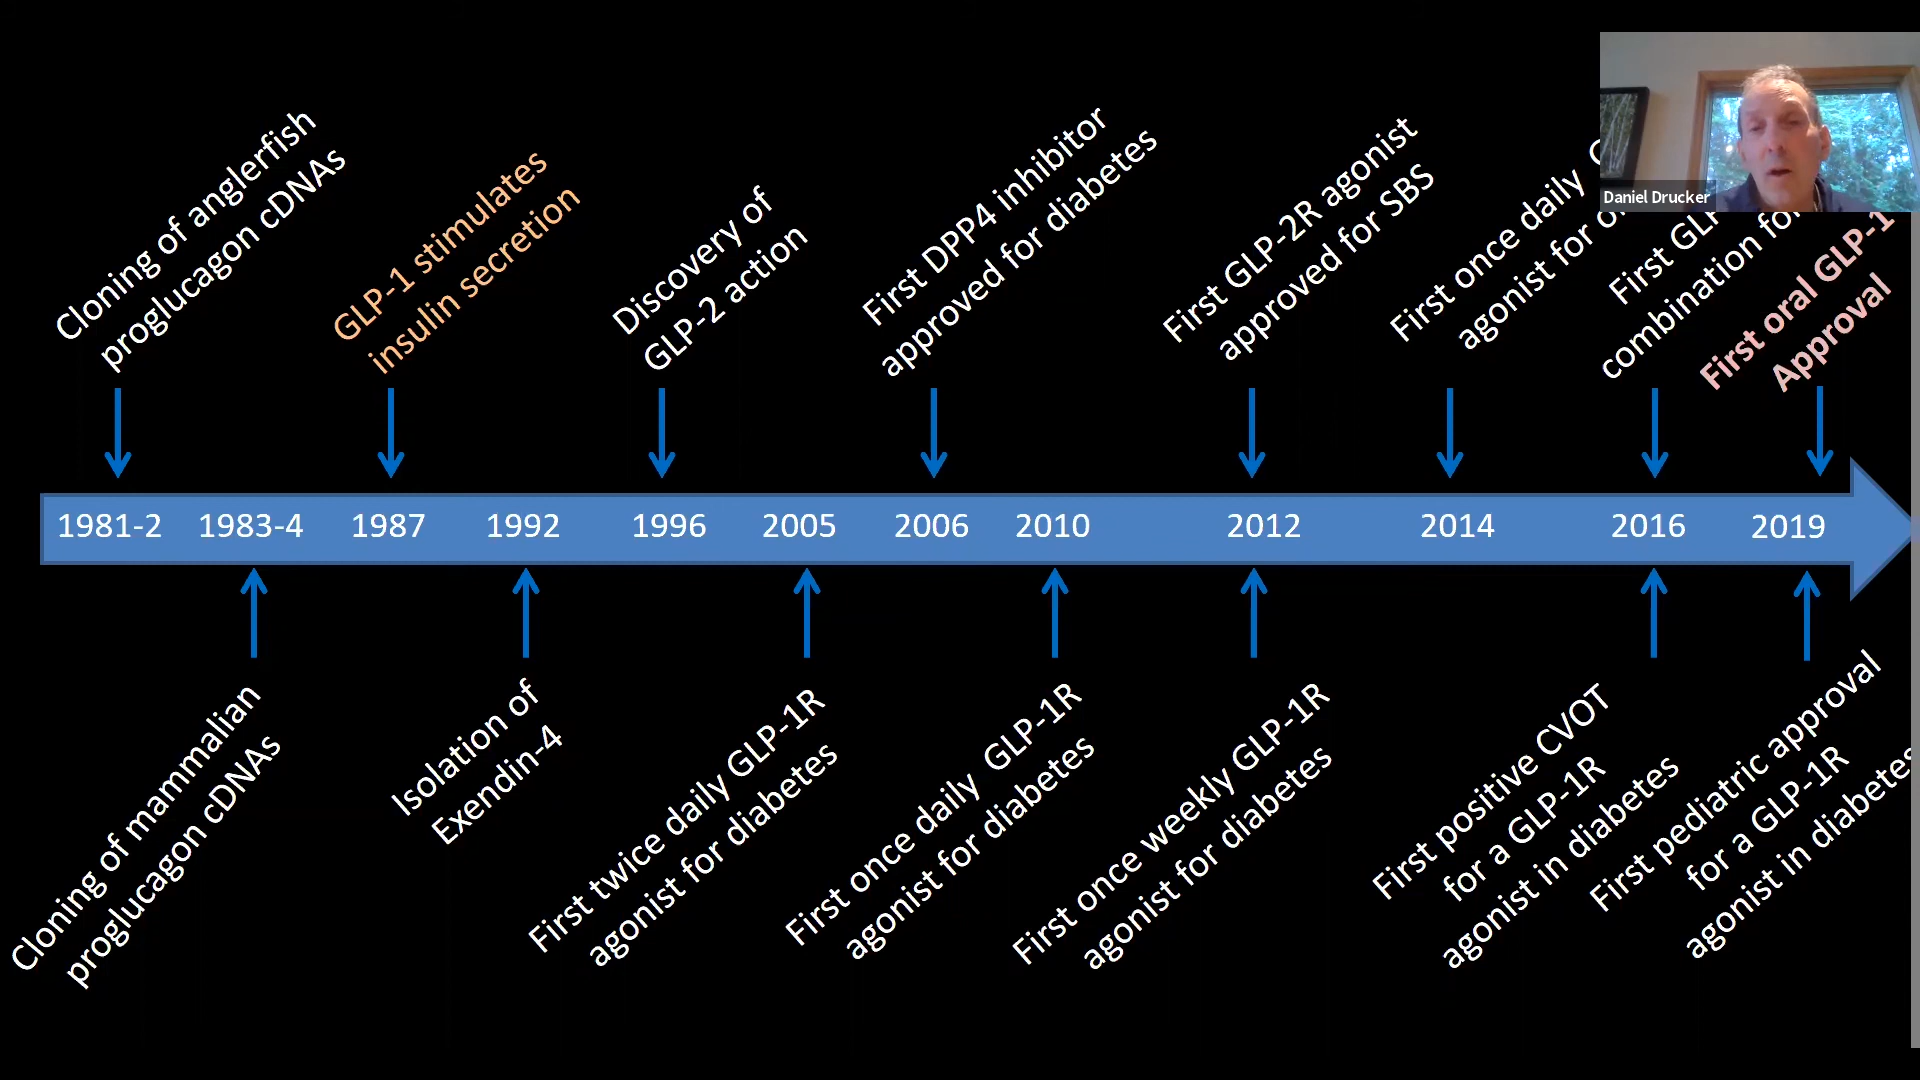 Cloning of anglerfish
proglucagon cDNAs
GLP-1 stimulates
insulin secretion
Discovery of
GLP-2 action
First DPP4 inhibitor
approved for diabetes
First GLP-2R agonist
approved for SBS
First once daily
agonist for
First
combination for
First oral GLP-1
Approval
Daniel Drucker
1981-2 1983-4 1987 1992 1996 2005 2006 2010 2012 2014 2016 2019
Cloning of mammalian
proglucagon cDNAs
Isolation of
Exendin-4
First twice daily GLP-1R
agonist for diabetes
First once daily GLP-1R
agonist for diabetes
First once weekly GLP-1R
agonist for diabetes
First positive CVOT
for a GLP-1R
agonist in diabetes
First pediatric approval
for a GLP-1R
agonist in diabetes